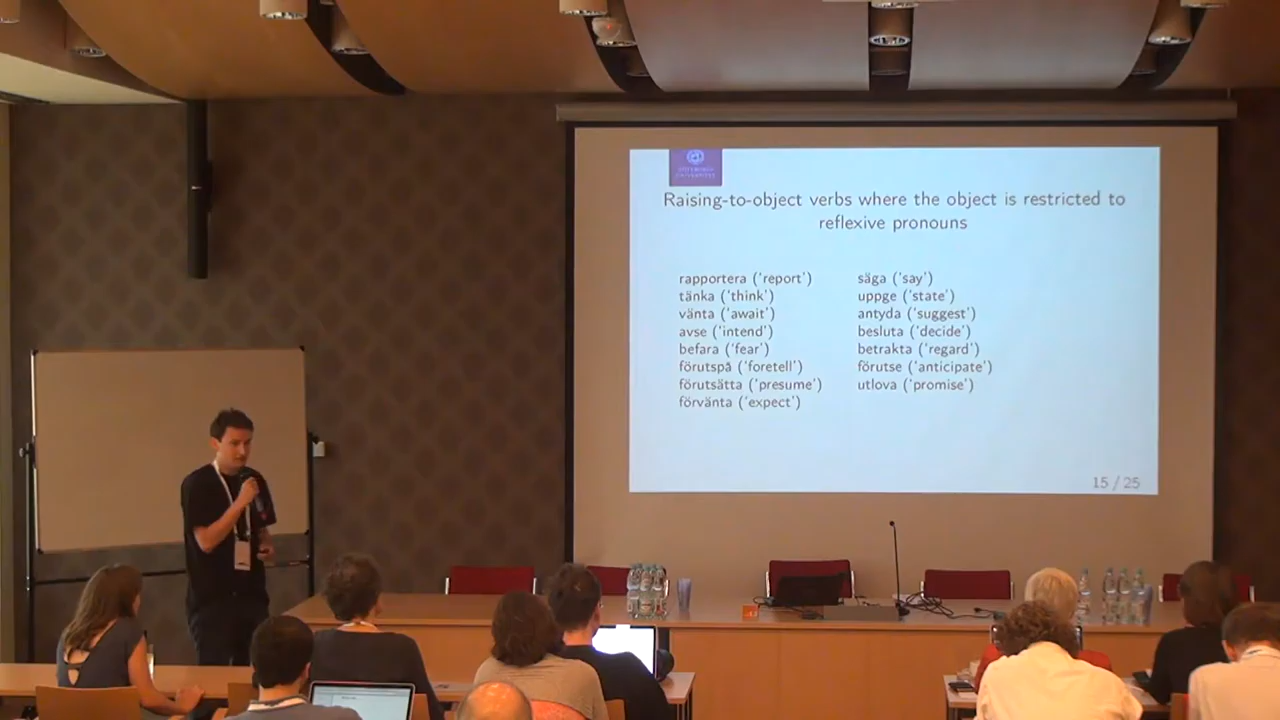 Raising-to-object verbs where the object is restricted to
reflexive pronouns
rapportera ('report')
tänka ('think')
vänta ('await')
avse ('intend')
befara ('fear')
förutspå ('foretell')
förutsätta ('presume')
förvänta ('expect')
säga ('say')
uppge ('state')
antyda ('suggest')
besluta ('decide')
betrakta ('regard')
förutse ('anticipate')
utlova ('promise')
15 / 25